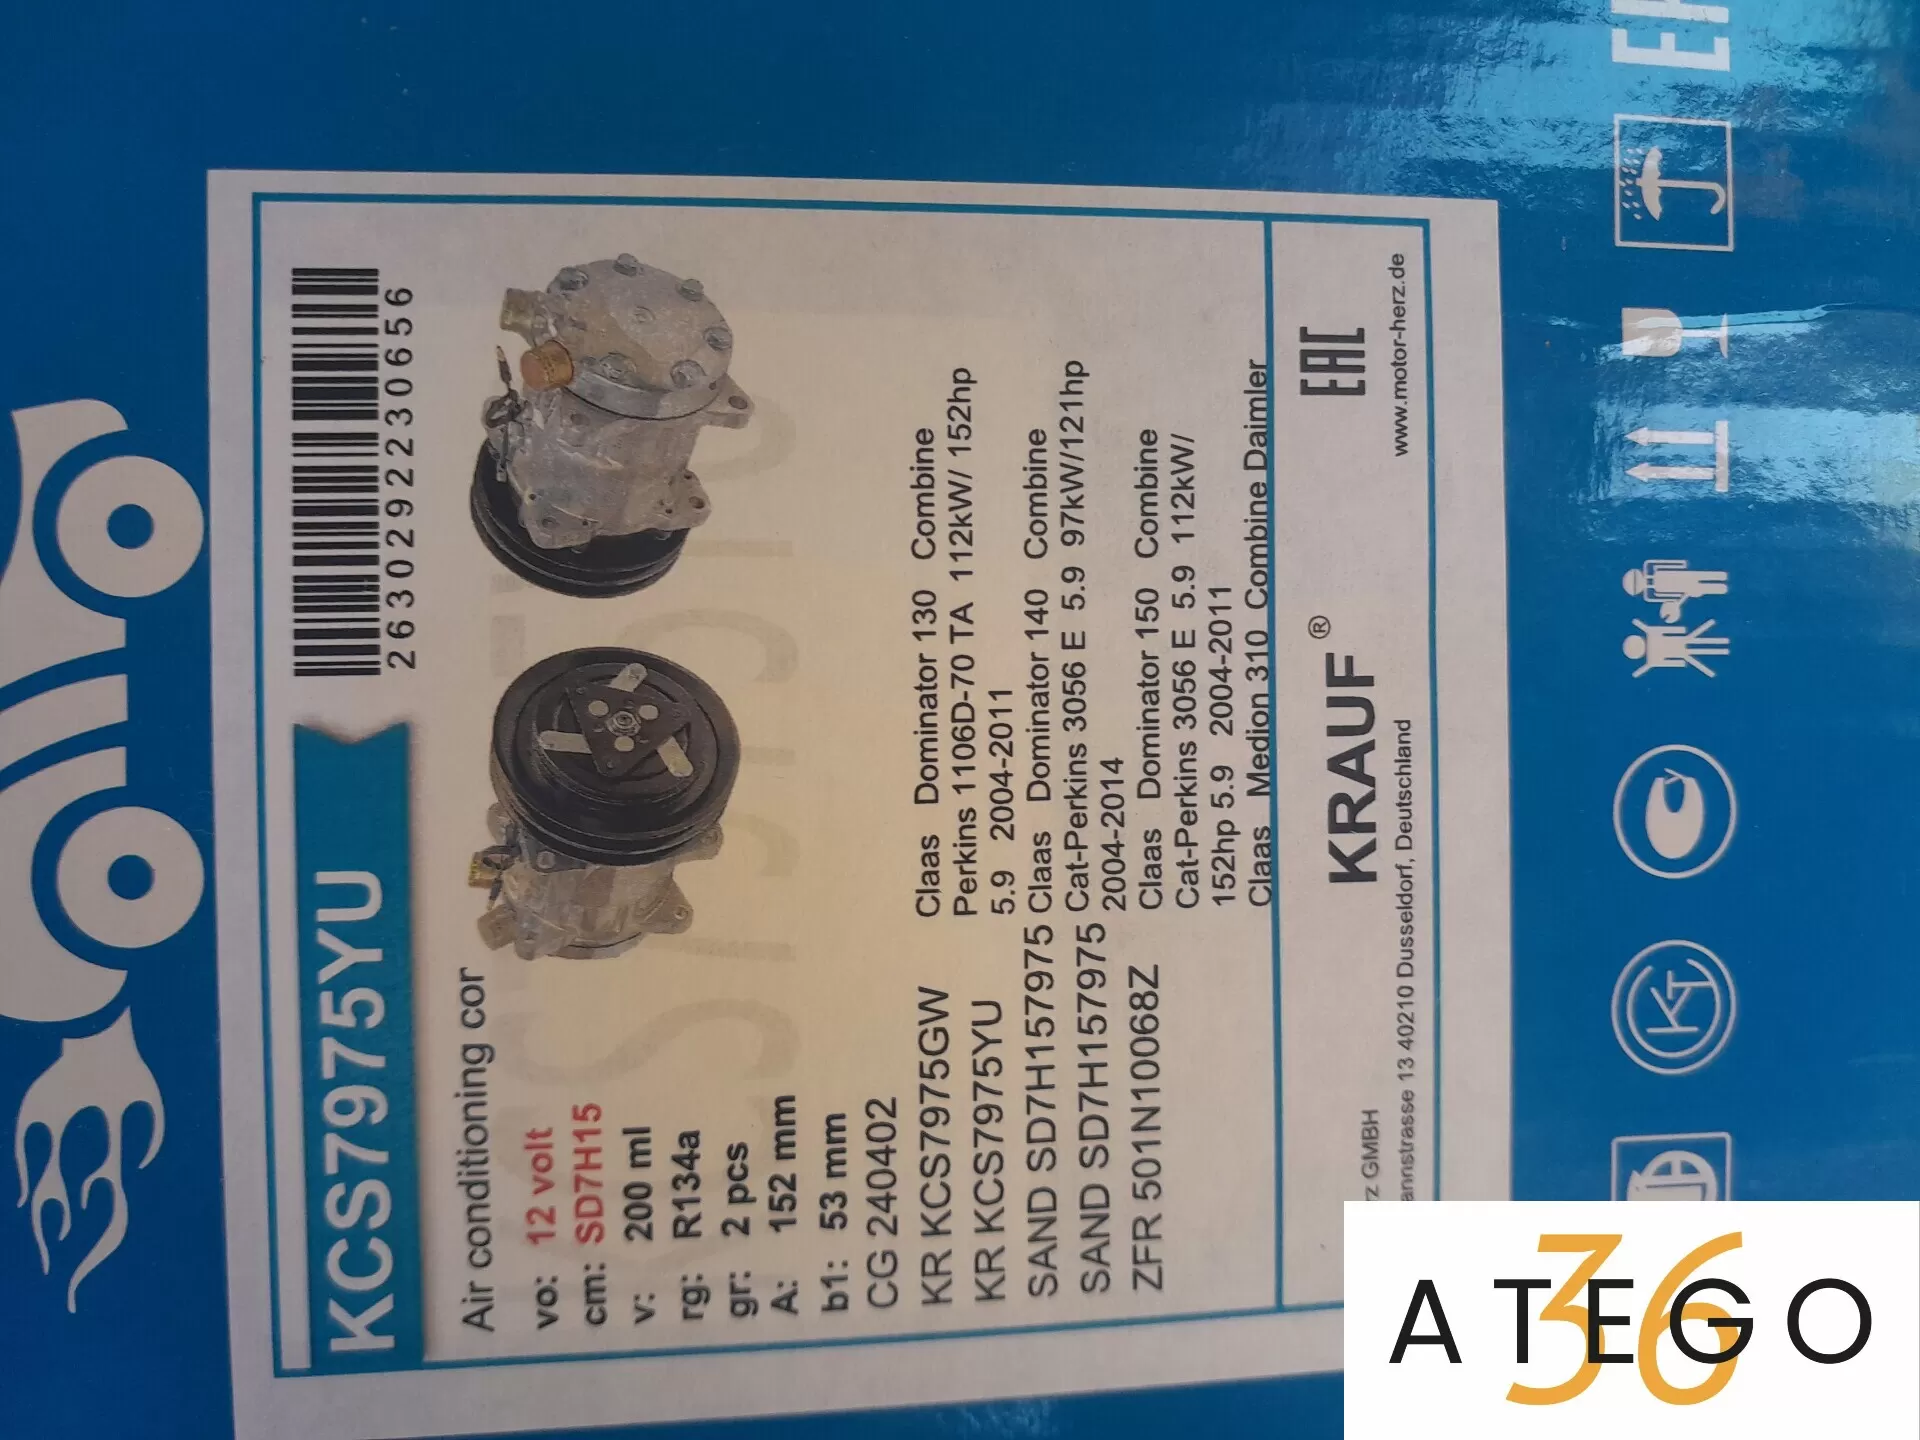 KCS7975YU
2630292230656
Air conditioning cor
vo: 12 volt
cm: SD7H15
v: 200 ml
rg: R134a
gr: 2 pcs
A: 152 mm
b1: 53 mm
CG 240402
KR KCS7975GW
KR KCS7975YU
SAND SD7H157975
SAND SD7H157975
ZFR 501N10068Z
Claas Dominator 130 Combine
Perkins 1106D-70 TA 112kW/ 152hp
5.9 2004-2011
Claas Dominator 140 Combine
Cat-Perkins 3056 E 5.9 97kW/121hp
2004-2014
Claas Dominator 150 Combine
Cat-Perkins 3056 E 5.9 112kW/
152hp 5.9 2004-2011
Claas Medion 310 Combine Daimler
KRAUF®
EAC
z GMBH
annstrasse 13 40210 Dusseldorf, Deutschland
www.motor-herz.de
KT
ATEGO
36